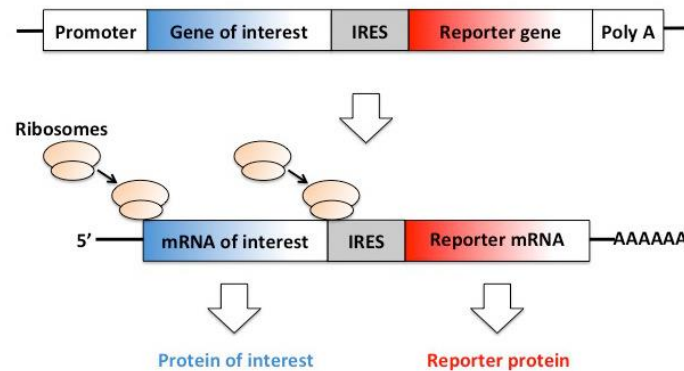 Promoter Gene of interest IRES Reporter gene Poly A
Ribosomes
5’ mRNA of interest IRES Reporter mRNA AAAAAA
Protein of interest Reporter protein